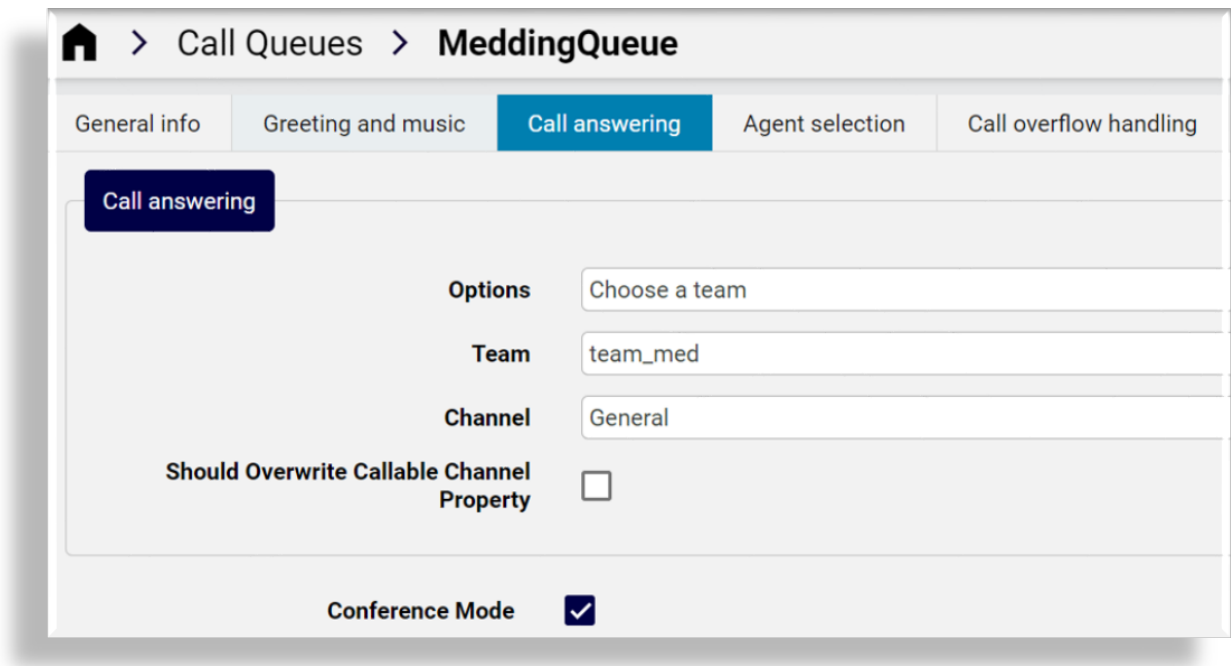 > Call Queues > MeddingQueue
General info Greeting and music Call answering Agent selection Call overflow handling
Call answering
Options Choose a team
Team team_med
Channel General
Should Overwrite Callable Channel
Property
Conference Mode